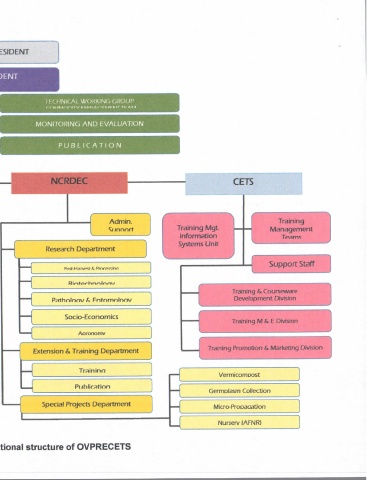 ESIDENT
DENT
TECHNICAL WORKING GROUP
MONITORING AND EVALUATION
PUBLICATION
NCRDEC
CETS
Admin.
Support
Training Mgt.
Information
Systems Unit
Training
Management
Teams
Research Department
Support Staff
Post-Harvest & Processing
Biotechnology
Pathology & Entomology
Socio-Economics
Agronomy
Training & Courseware
Development Division
Training M & E Division
Training Promotion & Marketing Division
Extension & Training Department
Training
Publication
Special Projects Department
Vermicompost
Germplasm Collection
Micro-Propagation
Nursery (AFNR)
tional structure of OVPRECETS